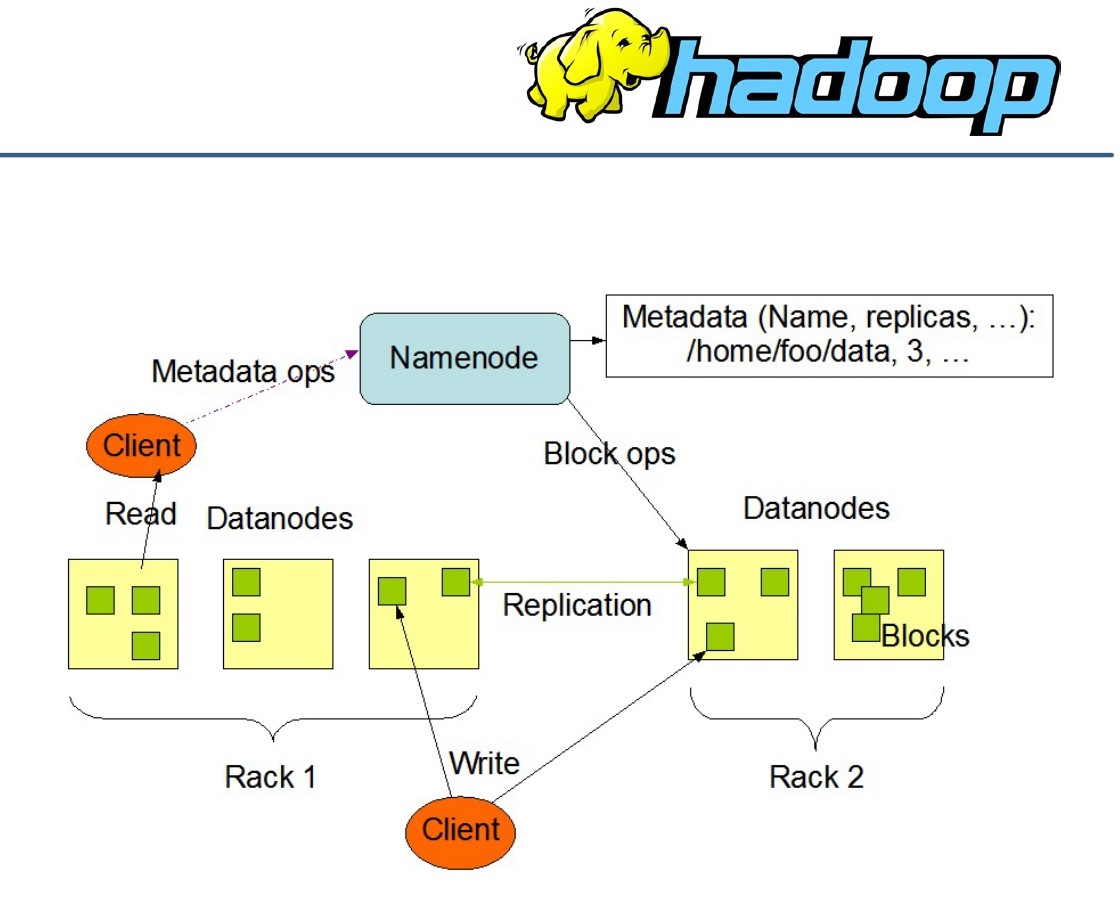 hadoop
Metadata (Name, replicas, ...):
/home/foo/data, 3, ...
Namenode
Metadata ops
Client
Block ops
Read
Datanodes
Datanodes
Replication
Blocks
Rack 1
Write
Rack 2
Client